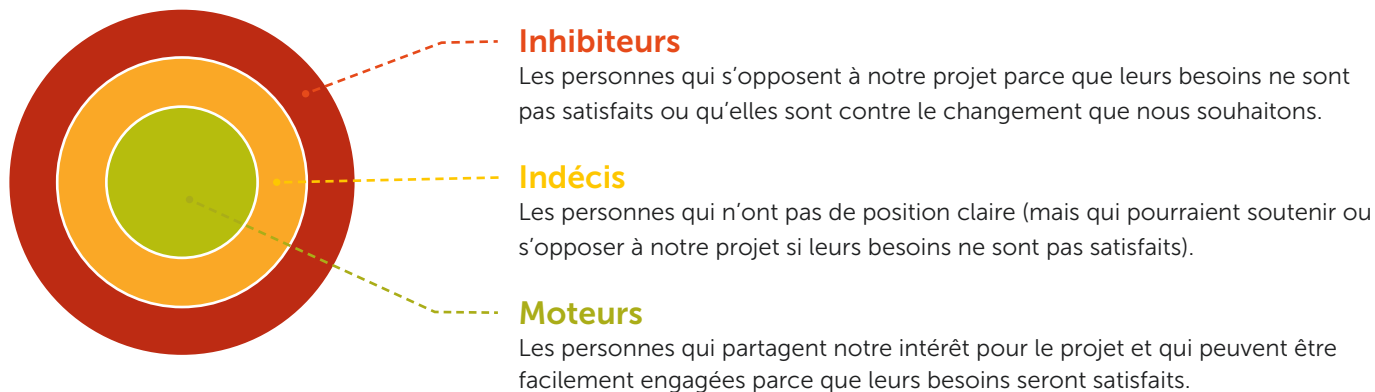 Inhibiteurs
Les personnes qui s’opposent à notre projet parce que leurs besoins ne sont
pas satisfaits ou qu’elles sont contre le changement que nous souhaitons.
Indécis
Les personnes qui n’ont pas de position claire (mais qui pourraient soutenir ou
s’opposer à notre projet si leurs besoins ne sont pas satisfaits).
Moteurs
Les personnes qui partagent notre intérêt pour le projet et qui peuvent être
facilement engagées parce que leurs besoins seront satisfaits.